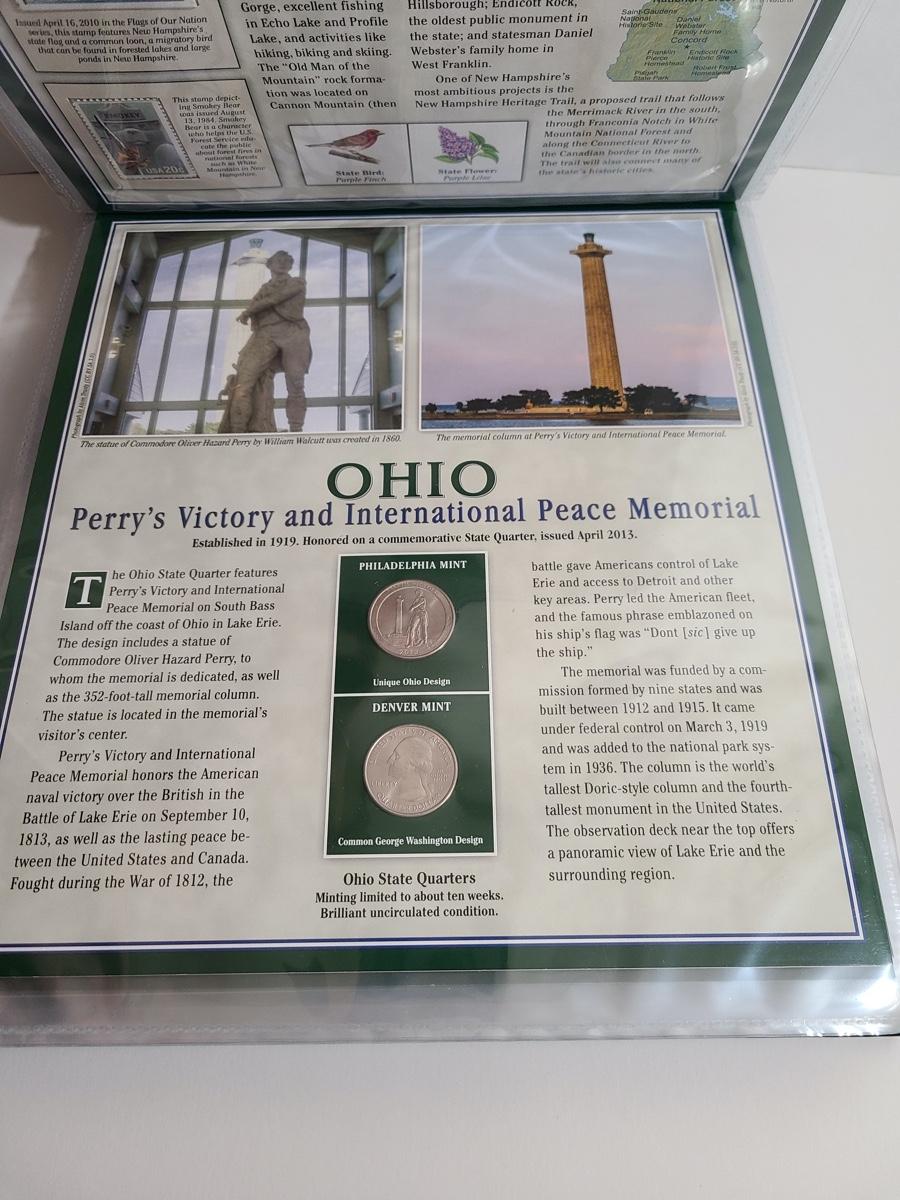 Issued April 16, 2010 in the Flags of Our Nation
series, this stamp features New Hampshire's
state flag and a common loon, a migratory bird
that can be found in forested lakes and large
ponds in New Hampshire.
SMOKEY
USA20c
This stamp depict-
ing Smokey Bear
was issued August
13, 1984. Smokey
Bear is a character
who helps the U.S.
Forest Service edu-
cate the public
about forest fires in
national forests
such as White
Mountain in New
Hampshire.
Gorge, excellent fishing
in Echo Lake and Profile
Lake, and activities like
hiking, biking and skiing.
The "Old Man of the
Mountain" rock forma-
tion was located on
Cannon Mountain (then
Hillsborough; Endicott Rock,
the oldest public monument in
the state; and statesman Daniel
Webster's family home in
West Franklin.
One of New Hampshire's
most ambitious projects is the
New Hampshire Heritage Trail, a proposed trail that follows
the Merrimack River in the south,
through Franconia Notch in White
Mountain National Forest and
along the Connecticut River to
the Canadian border in the north.
The trail will also connect many of
the state's historic cities.
State Bird:
Purple Finch
State Flower:
Purple Lilac
Saint-Gaudens
National
Historic Site
Daniel
Webster
Family Home
Concord
Franklin
Pierce
Homestead
Endicott Rock
Historic Site
Pisgah
State Park
Robert Frost
Homestead
The statue of Commodore Oliver Hazard Perry by William Walcutt was created in 1860.
The memorial column at Perry's Victory and International Peace Memorial.
OHIO
Perry's Victory and International Peace Memorial
Established in 1919. Honored on a commemorative State Quarter, issued April 2013.
The Ohio State Quarter features
Perry's Victory and International
Peace Memorial on South Bass
Island off the coast of Ohio in Lake Erie.
The design includes a statue of
Commodore Oliver Hazard Perry, to
whom the memorial is dedicated, as well
as the 352-foot-tall memorial column.
The statue is located in the memorial's
visitor's center.
Perry's Victory and International
Peace Memorial honors the American
naval victory over the British in the
Battle of Lake Erie on September 10,
1813, as well as the lasting peace be-
tween the United States and Canada.
Fought during the War of 1812, the
PHILADELPHIA MINT
2013
Unique Ohio Design
DENVER MINT
LIBERTY
QUARTER DOLLAR
Common George Washington Design
Ohio State Quarters
Minting limited to about ten weeks.
Brilliant uncirculated condition.
battle gave Americans control of Lake
Erie and access to Detroit and other
key areas. Perry led the American fleet,
and the famous phrase emblazoned on
his ship's flag was "Dont [sic] give up
the ship."
The memorial was funded by a com-
mission formed by nine states and was
built between 1912 and 1915. It came
under federal control on March 3, 1919
and was added to the national park sys-
tem in 1936. The column is the world's
tallest Doric-style column and the fourth-
tallest monument in the United States.
The observation deck near the top offers
a panoramic view of Lake Erie and the
surrounding region.